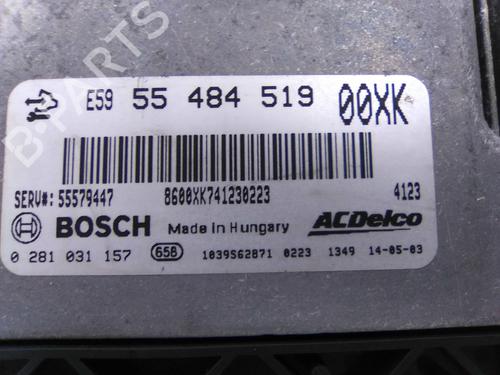 B-PARTS
E59 55 484 519 00XK
SERV#: 55579447 8600XK741230223 4123
BOSCH Made in Hungary ACDelco
0 281 031 157 658 1039S62871 0223 1349 14-05-03